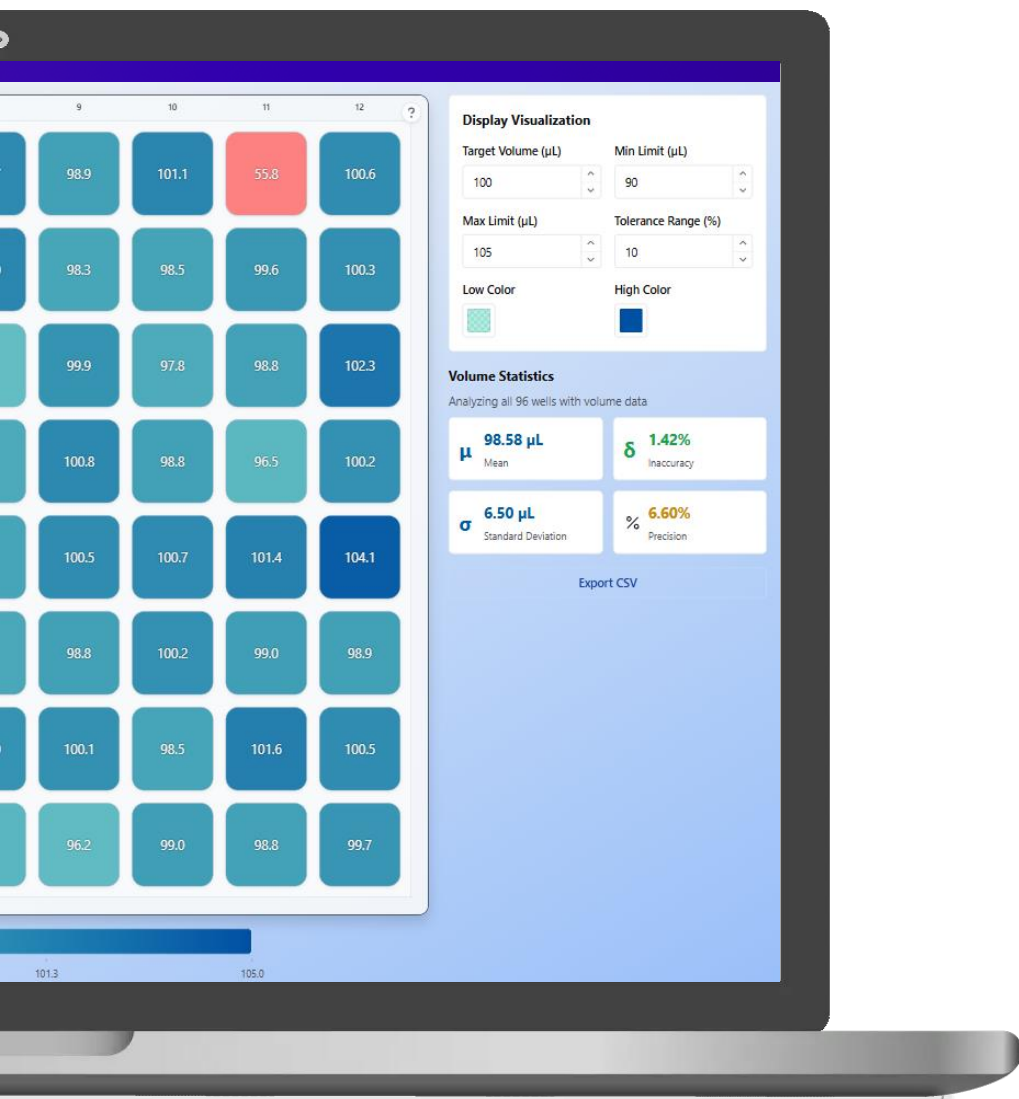 9 10 11 12 ?
98.9 101.1 55.8 100.6
98.3 98.5 99.6 100.3
99.9 97.8 98.8 102.3
100.8 98.8 96.5 100.2
100.5 100.7 101.4 104.1
98.8 100.2 99.0 98.9
100.1 98.5 101.6 100.5
96.2 99.0 98.8 99.7
101.3 105.0
Display Visualization
Target Volume (µL) Min Limit (µL)
100 90
Max Limit (µL) Tolerance Range (%)
105 10
Low Color High Color
Volume Statistics
Analyzing all 96 wells with volume data
µ 98.58 µL δ 1.42%
Mean Inaccuracy
σ 6.50 µL % 6.60%
Standard Deviation Precision
Export CSV